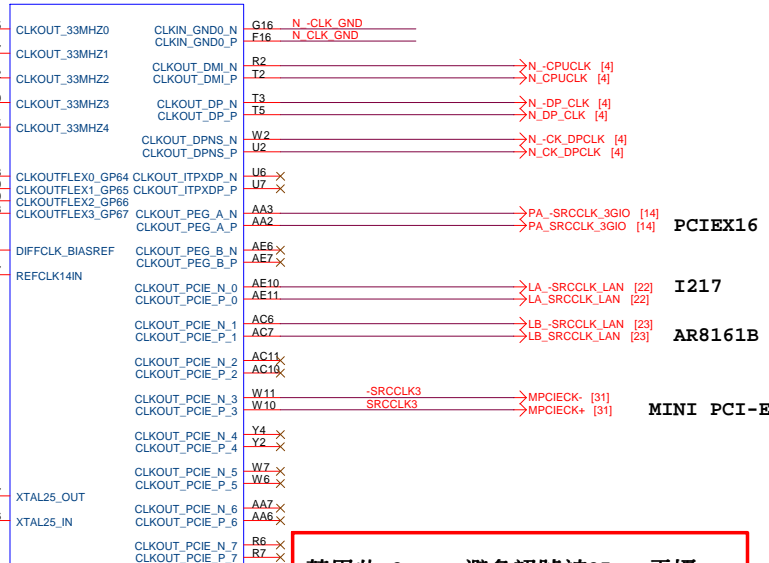 CLKOUT_33MHZ0 CLKIN_GND0_N G16 N_-CLK_GND
CLKIN_GND0_P F16 N_CLK_GND
CLKOUT_33MHZ1
CLKOUT_DMI_N R2 N_-CPUCLK [4]
CLKOUT_33MHZ2 CLKOUT_DMI_P T2 N_CPUCLK [4]
CLKOUT_33MHZ3 CLKOUT_DP_N T3 N_-DP_CLK [4]
CLKOUT_DP_P T5 N_DP_CLK [4]
CLKOUT_33MHZ4
CLKOUT_DPNS_N W2 N_-CK_DPCLK [4]
CLKOUT_DPNS_P U2 N_CK_DPCLK [4]
CLKOUTFLEX0_GP64 CLKOUT_ITPXDP_N U6
CLKOUTFLEX1_GP65 CLKOUT_ITPXDP_P U7
CLKOUTFLEX2_GP66
CLKOUTFLEX3_GP67 CLKOUT_PEG_A_N AA3 PA_-SRCCLK_3GIO [14]
CLKOUT_PEG_A_P AA2 PA_SRCCLK_3GIO [14] PCIEX16
DIFFCLK_BIASREF CLKOUT_PEG_B_N AE6
CLKOUT_PEG_B_P AE7
REFCLK14IN
CLKOUT_PCIE_N_0 AE10 LA_-SRCCLK_LAN [22] I217
CLKOUT_PCIE_P_0 AE11 LA_SRCCLK_LAN [22]
CLKOUT_PCIE_N_1 AC6 LB_-SRCCLK_LAN [23]
CLKOUT_PCIE_P_1 AC7 LB_SRCCLK_LAN [23] AR8161B
CLKOUT_PCIE_N_2 AC11
CLKOUT_PCIE_P_2 AC10
CLKOUT_PCIE_N_3 W11 -SRCCLK3 MPCIECK- [31]
CLKOUT_PCIE_P_3 W10 SRCCLK3 MPCIECK+ [31] MINI PCI-E
CLKOUT_PCIE_N_4 Y4
CLKOUT_PCIE_P_4 Y2
CLKOUT_PCIE_N_5 W7
CLKOUT_PCIE_P_5 W6
XTAL25_OUT
CLKOUT_PCIE_N_6 AA7
XTAL25_IN CLKOUT_PCIE_P_6 AA6
CLKOUT_PCIE_N_7 R6
CLKOUT_PCIE_P_7 R7